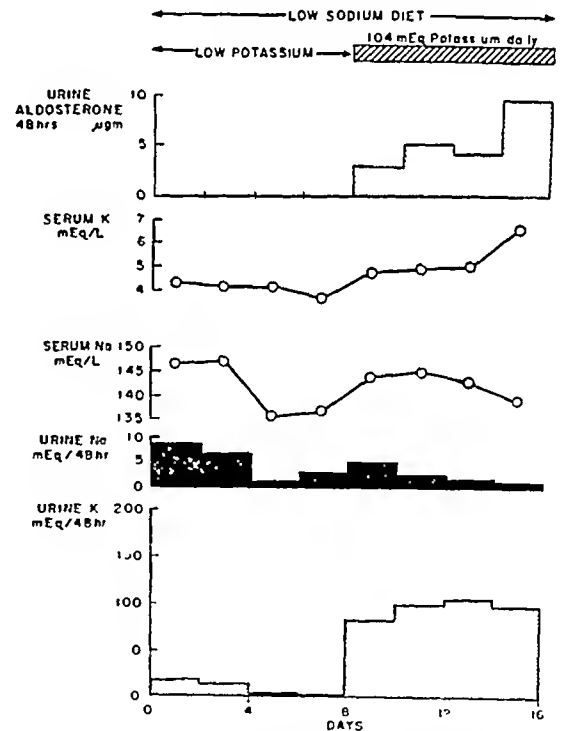 LOW SODIUM DIET
LOW POTASSIUM
104 mEq Potass um da ly
URINE
ALDOSTERONE
48hrs µgm
10
5
0
SERUM K
mEq/L
7
6
5
4
SERUM Na
mEq/L
150
145
140
135
URINE Na
mEq/48hr
10
5
0
URINE K
mEq/48hr
200
100
0
0
0
4
8
16
DAYS